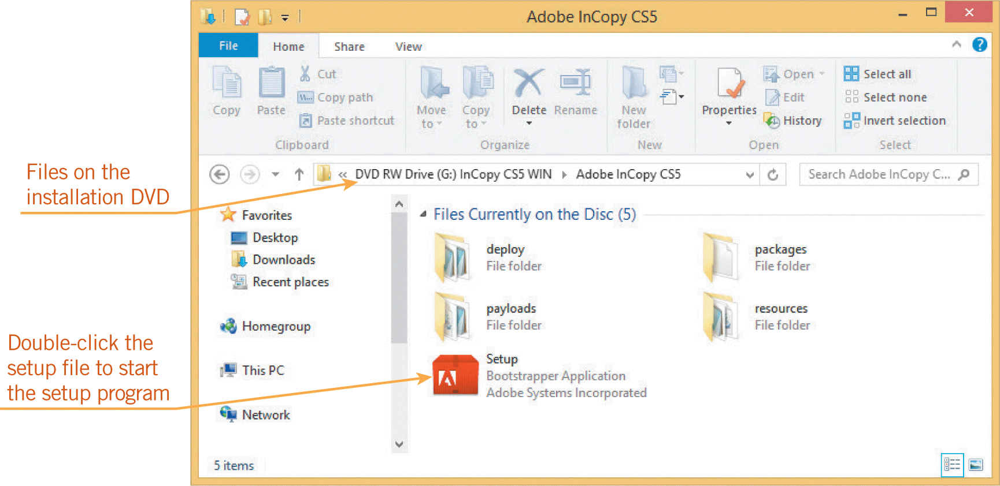 Adobe InCopy CS5
File Home Share View
Copy
Paste
Cut
Copy path
Paste shortcut
Clipboard
Move to
Copy to
Delete
Rename
Organize
New folder
New
Properties
Open
Edit
History
Open
Select all
Select none
Invert selection
Select
Files on the
installation DVD
« DVD RW Drive (G:) InCopy CS5 WIN Adobe InCopy CS5
Search Adobe InCopy C...
Favorites
Desktop
Downloads
Recent places
Homegroup
This PC
Network
Files Currently on the Disc (5)
deploy
File folder
packages
File folder
payloads
File folder
resources
File folder
Setup
Bootstrapper Application
Adobe Systems Incorporated
Double-click the
setup file to start
the setup program
5 items